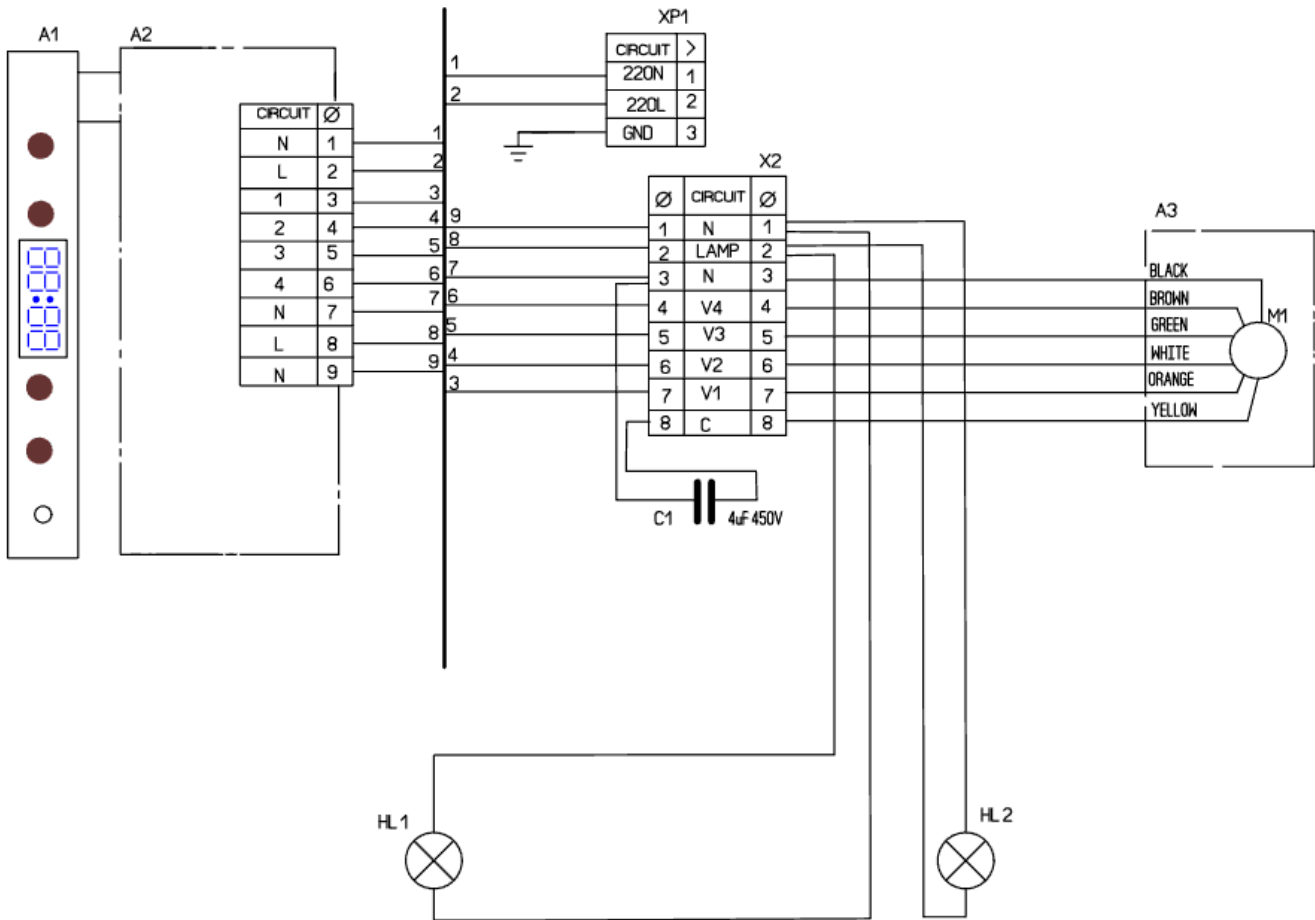 A1
A2
CIRCUIT Ø
N 1
L 2
1 3
2 4
3 5
4 6
N 7
L 8
N 9
1
2
3
4
5
6
7
8
9
1
2
9
8
7
6
5
4
3
XP1
CIRCUIT >
220N 1
220L 2
GND 3
X2
Ø CIRCUIT Ø
1 N 1
2 LAMP 2
3 N 3
4 V4 4
5 V3 5
6 V2 6
7 V1 7
8 C 8
C1 4uF 450V
A3
BLACK
BROWN
GREEN
WHITE
ORANGE
YELLOW
M1
HL1
HL2